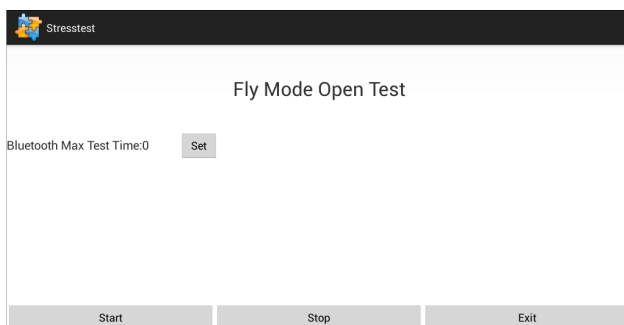 Stresstest
Fly Mode Open Test
Bluetooth Max Test Time:0 Set
Start Stop Exit